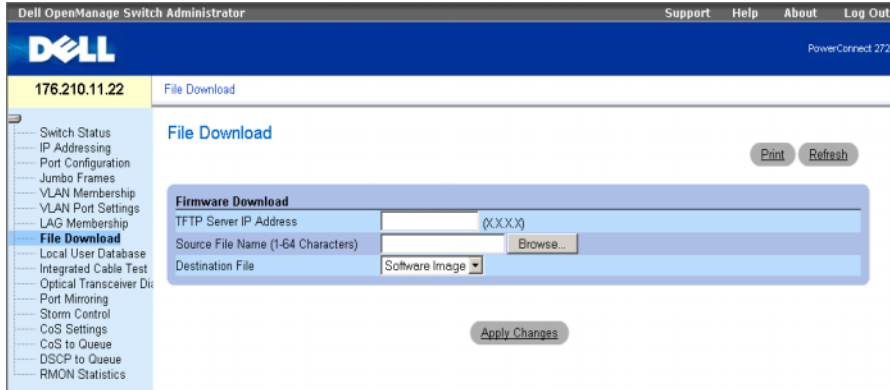 Dell OpenManage Switch Administrator
Support Help About Log Out
DELL
PowerConnect 272
176.210.11.22
File Download
Switch Status
IP Addressing
Port Configuration
Jumbo Frames
VLAN Membership
VLAN Port Settings
LAG Membership
File Download
Local User Database
Integrated Cable Test
Optical Transceiver Dia
Port Mirroring
Storm Control
CoS Settings
CoS to Queue
DSCP to Queue
RMON Statistics
File Download
Print Refresh
Firmware Download
TFTP Server IP Address (X.X.X.X)
Source File Name (1-64 Characters) Browse...
Destination File Software Image
Apply Changes